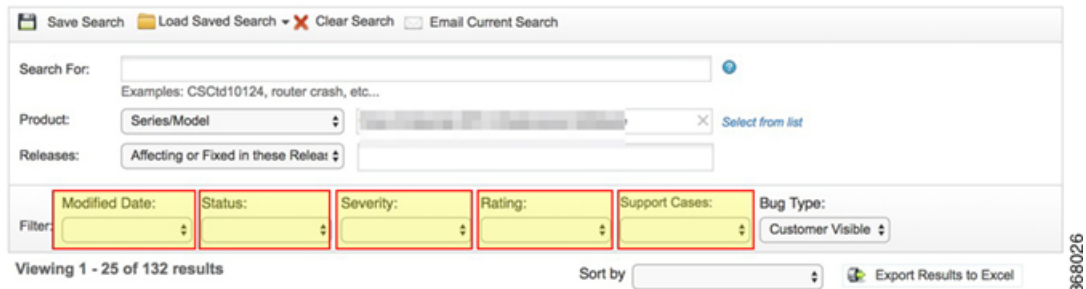 Save Search Load Saved Search Clear Search Email Current Search
Search For:
Examples: CSCtd10124, router crash, etc...
Product: Series/Model Select from list
Releases: Affecting or Fixed in these Releas
Filter: Modified Date: Status: Severity: Rating: Support Cases: Bug Type:
Customer Visible
Viewing 1 - 25 of 132 results Sort by Export Results to Excel
368026